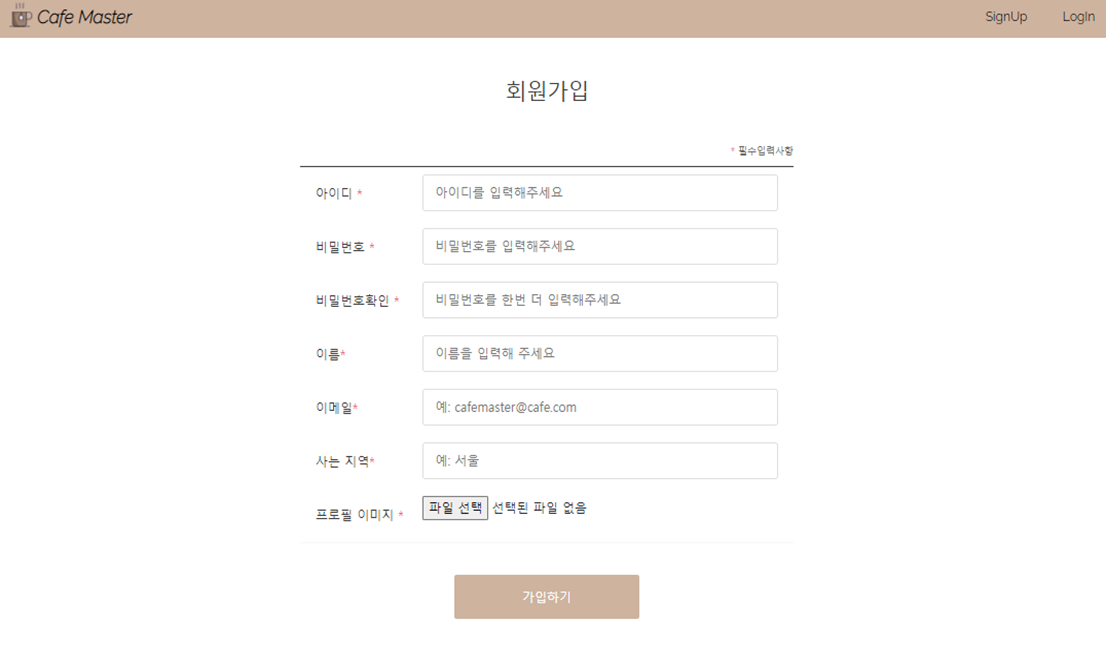 Cafe Master SignUp LogIn
회원가입
* 필수입력사항
아이디 * 아이디를 입력해주세요
비밀번호 * 비밀번호를 입력해주세요
비밀번호확인 * 비밀번호를 한번 더 입력해주세요
이름* 이름을 입력해 주세요
이메일* 예: cafemaster@cafe.com
사는 지역* 예: 서울
프로필 이미지 * 파일 선택 선택된 파일 없음
가입하기